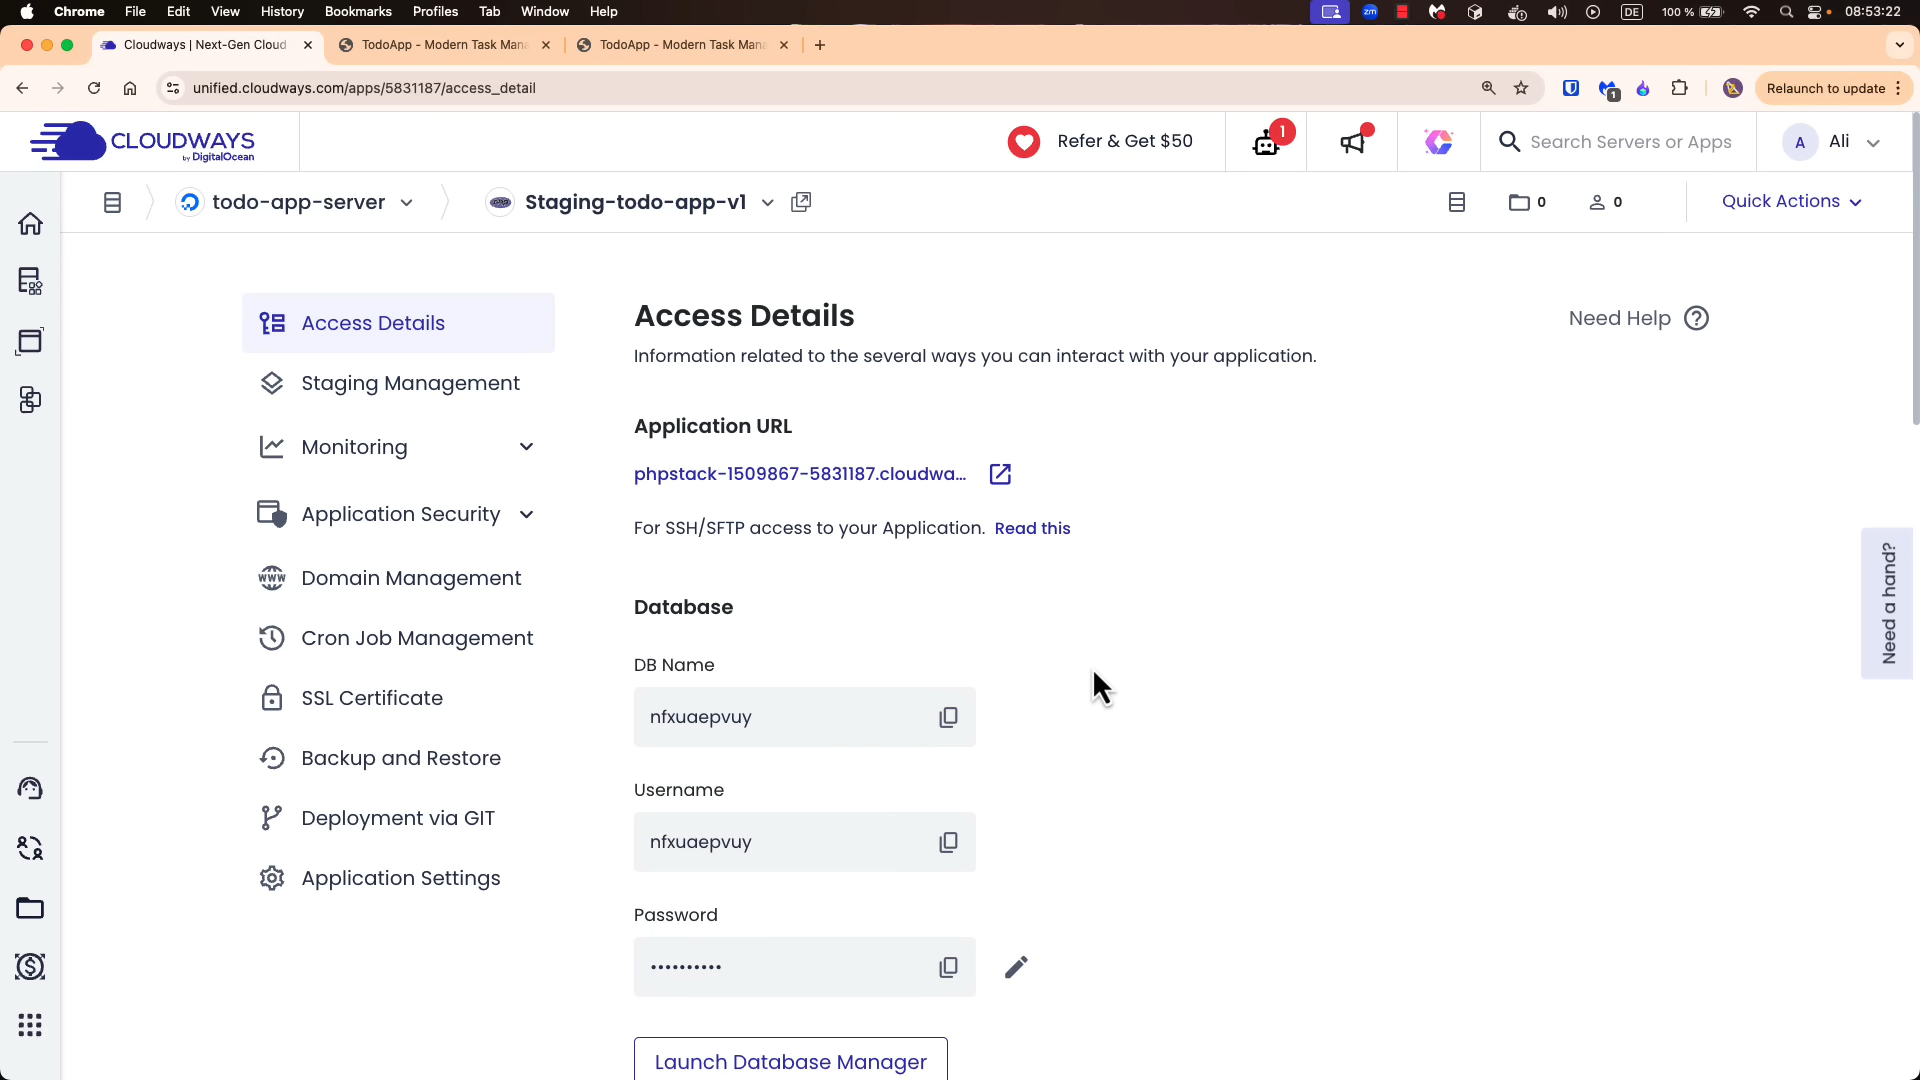 Chrome File Edit View History Bookmarks Profiles Tab Window Help zm DE 100 % 08:53:22
Cloudways | Next-Gen Cloud TodoApp - Modern Task Man TodoApp - Modern Task Man
unified.cloudways.com/apps/5831187/access_detail 1 Relaunch to update
CLOUDWAYS
by DigitalOcean
Refer & Get $50 1 Search Servers or Apps A Ali
todo-app-server Staging-todo-app-v1 0 0 Quick Actions
Access Details
Staging Management
Monitoring
Application Security
Domain Management
Cron Job Management
SSL Certificate
Backup and Restore
Deployment via GIT
Application Settings
Access Details
Need Help
Information related to the several ways you can interact with your application.
Application URL
phpstack-1509867-5831187.cloudwa...
For SSH/SFTP access to your Application. Read this
Database
DB Name
nfxuaepvuy
Username
nfxuaepvuy
Password
••••••••••
Launch Database Manager
Need a hand?